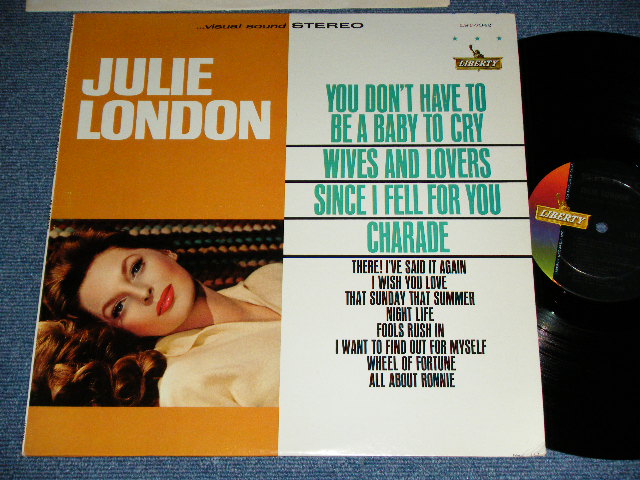 ...visual sound STEREO
JULIE
LONDON
LIBERTY
YOU DON'T HAVE TO
BE A BABY TO CRY
WIVES AND LOVERS
SINCE I FELL FOR YOU
CHARADE
THERE! I'VE SAID IT AGAIN
I WISH YOU LOVE
THAT SUNDAY THAT SUMMER
NIGHT LIFE
FOOLS RUSH IN
I WANT TO FIND OUT FOR MYSELF
WHEEL OF FORTUNE
ALL ABOUT RONNIE
LIBERTY